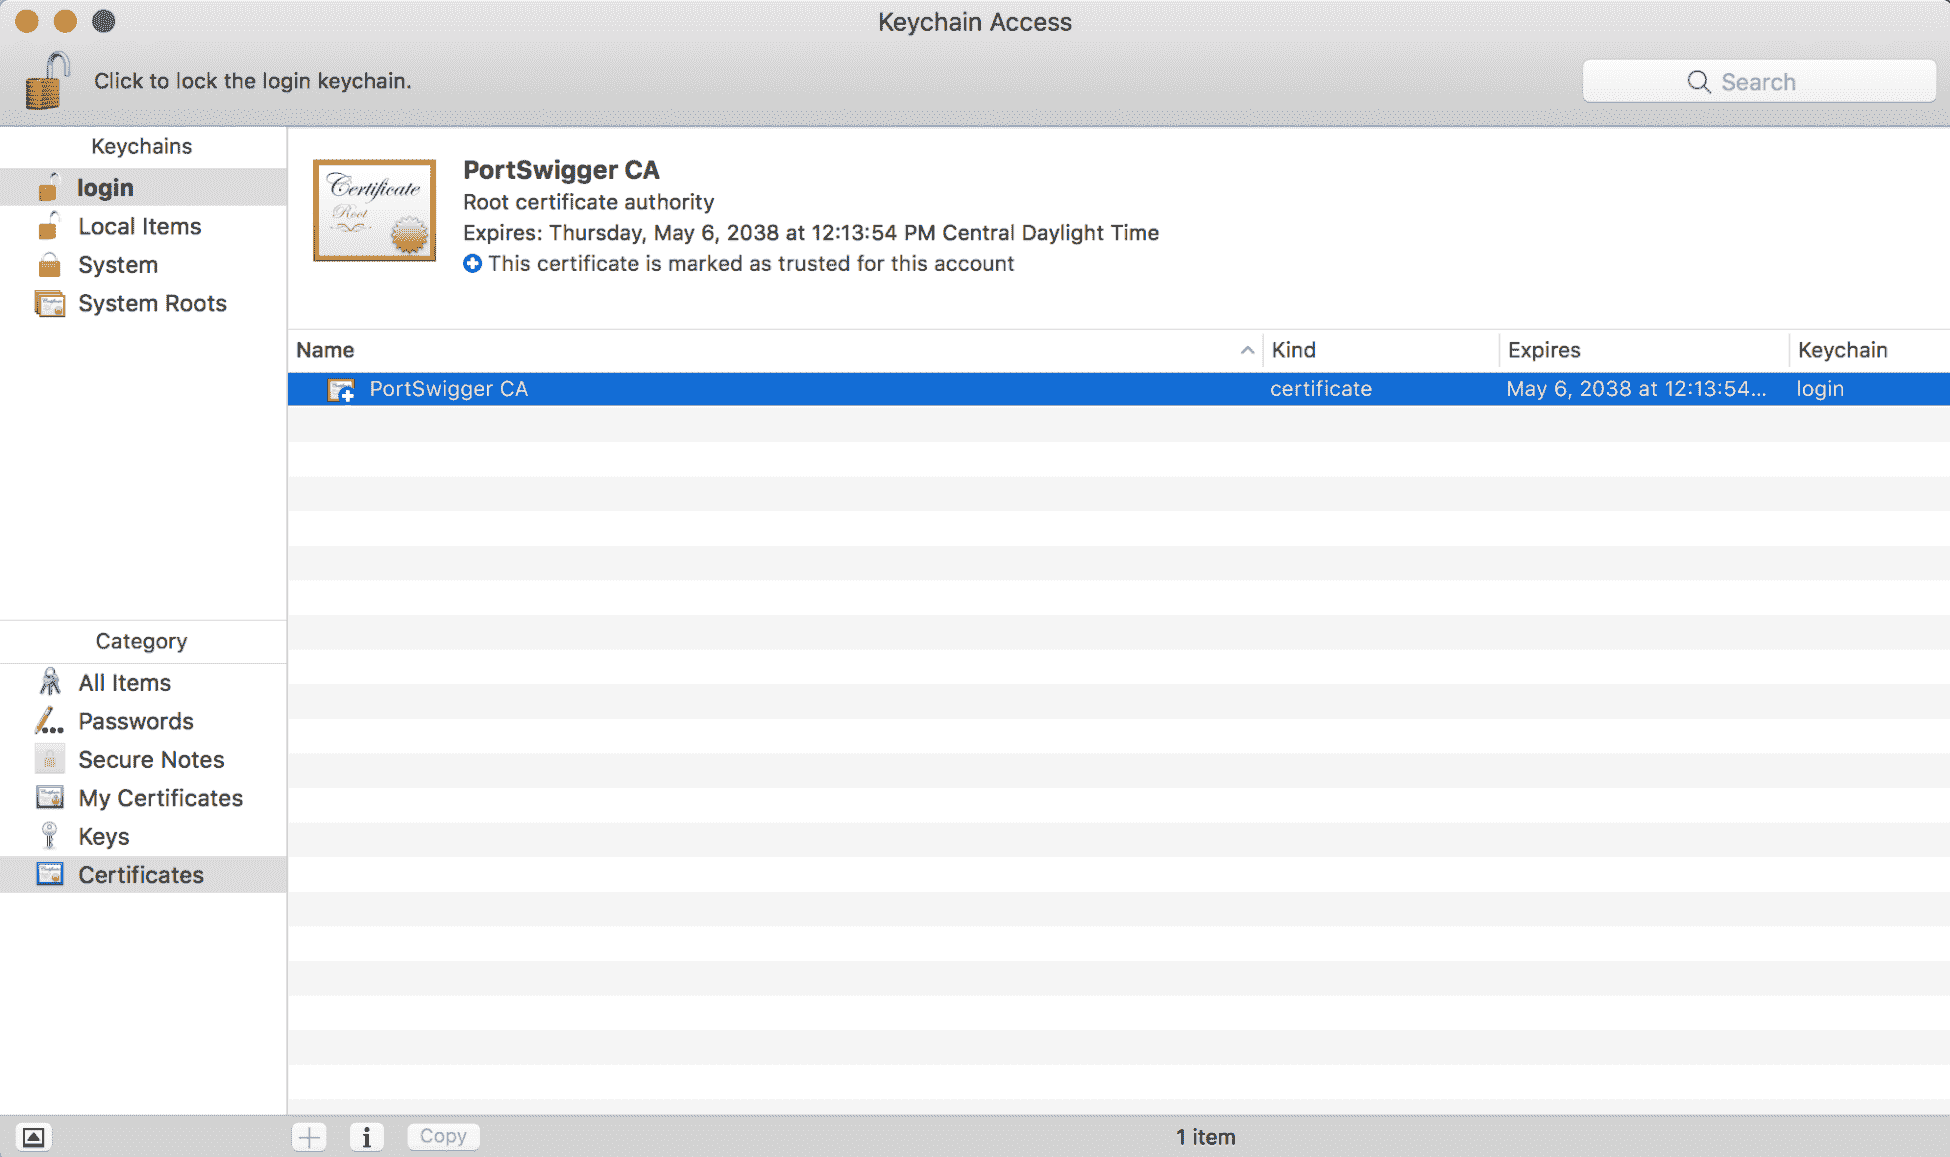 Keychain Access
Click to lock the login keychain.
Search
Keychains
login
Local Items
System
System Roots
Certificate
Root
PortSwigger CA
Root certificate authority
Expires: Thursday, May 6, 2038 at 12:13:54 PM Central Daylight Time
This certificate is marked as trusted for this account
Name Kind Expires Keychain
PortSwigger CA certificate May 6, 2038 at 12:13:54... login
Category
All Items
Passwords
Secure Notes
My Certificates
Keys
Certificates
Copy
1 item